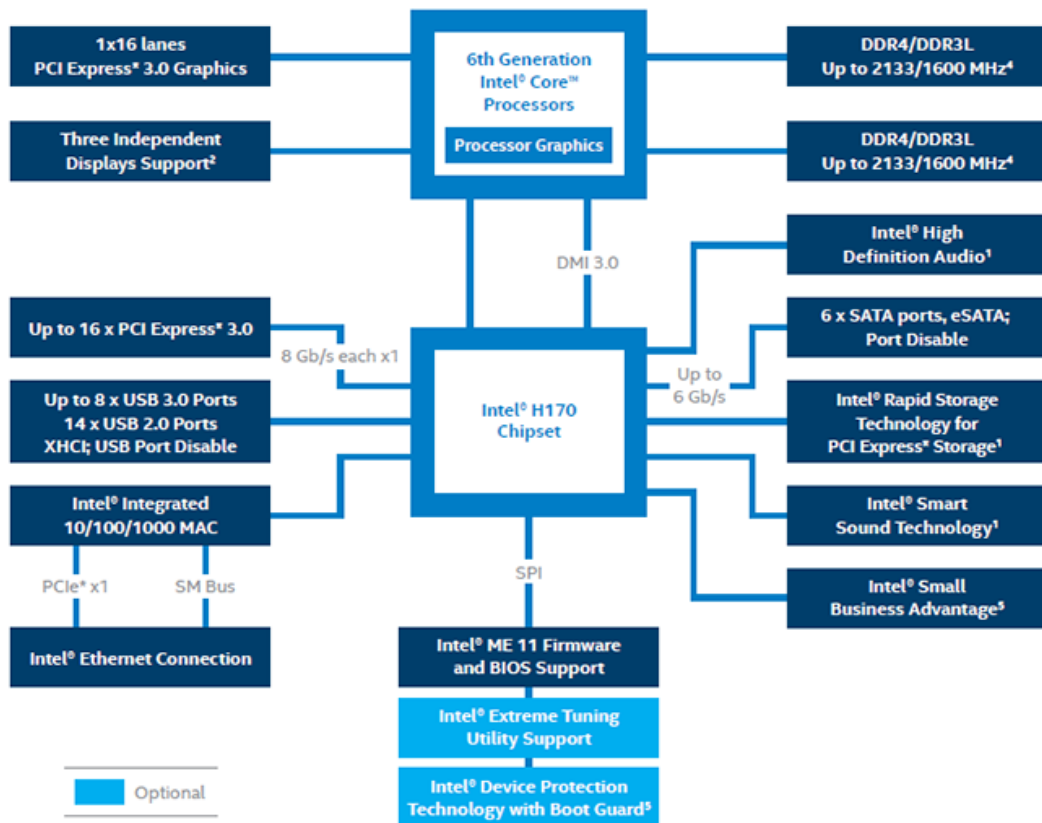 1x16 lanes
PCI Express* 3.0 Graphics
6th Generation
Intel® Core™
Processors
Processor Graphics
DDR4/DDR3L
Up to 2133/1600 MHz⁴
Three Independent
Displays Support²
DDR4/DDR3L
Up to 2133/1600 MHz⁴
DMI 3.0
Intel® High
Definition Audio¹
Up to 16 x PCI Express* 3.0
8 Gb/s each x1
6 x SATA ports, eSATA;
Port Disable
Up to
6 Gb/s
Up to 8 x USB 3.0 Ports
14 x USB 2.0 Ports
XHCI; USB Port Disable
Intel® H170
Chipset
Intel® Rapid Storage
Technology for
PCI Express* Storage¹
Intel® Integrated
10/100/1000 MAC
Intel® Smart
Sound Technology¹
PCIe* x1
SM Bus
SPI
Intel® Small
Business Advantage⁵
Intel® Ethernet Connection
Intel® ME 11 Firmware
and BIOS Support
Intel® Extreme Tuning
Utility Support
Intel® Device Protection
Technology with Boot Guard⁵
Optional